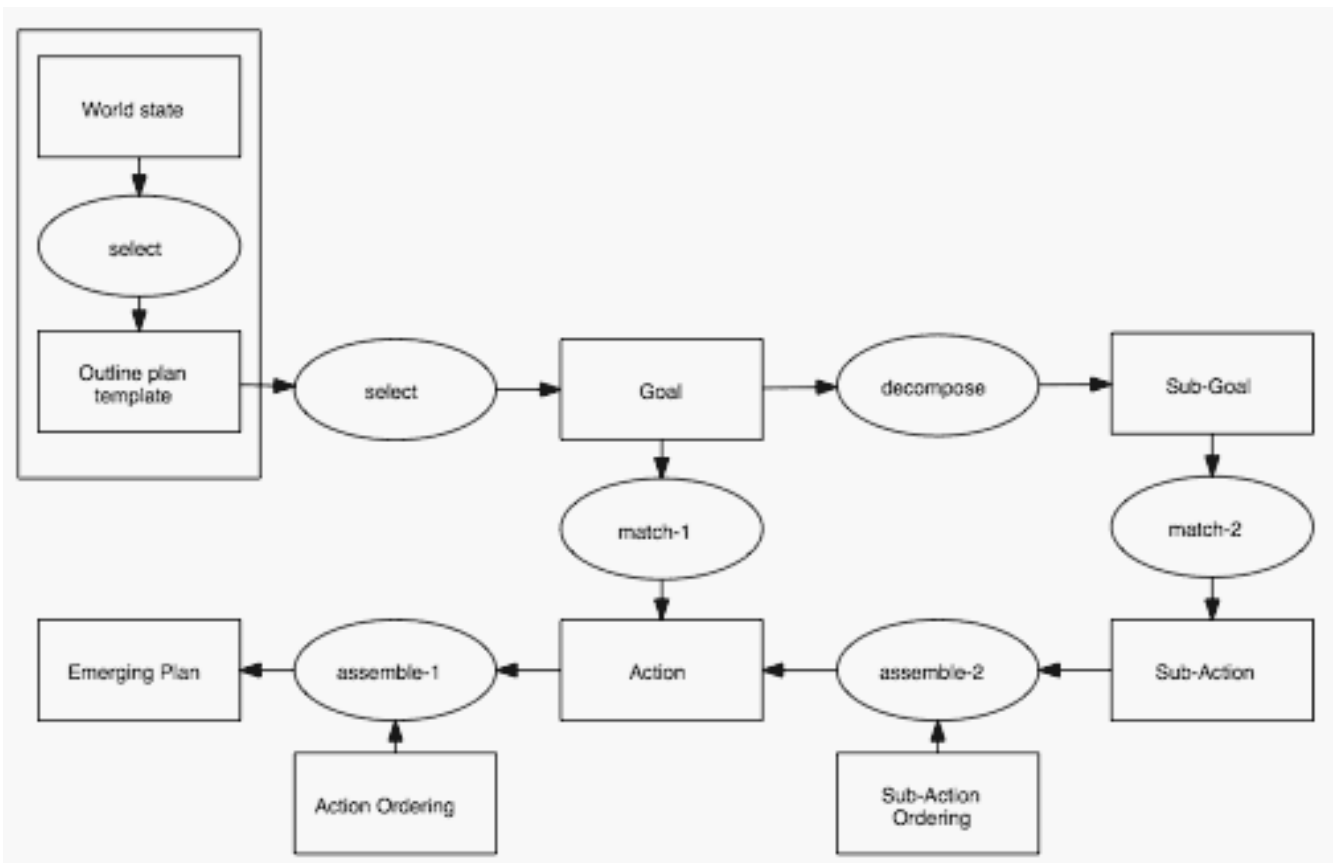 World state
select
Outline plan
template
select
Goal
decompose
Sub-Goal
match-1
match-2
Emerging Plan
assemble-1
Action
assemble-2
Sub-Action
Action Ordering
Sub-Action
Ordering